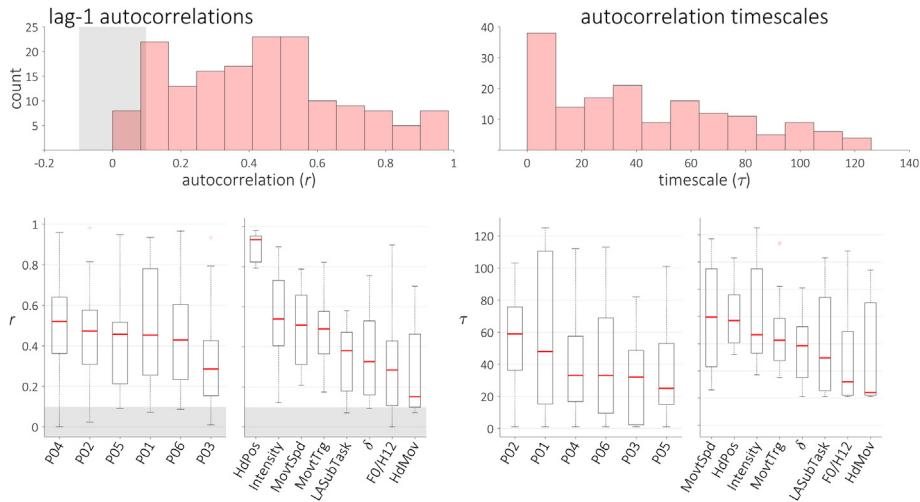 lag-1 autocorrelations
autocorrelation timescales
25
20
15
10
5
count
-0.2
0
0.2
0.4
0.6
0.8
1
autocorrelation (r)
40
30
20
10
0
20
40
60
80
100
120
140
timescale (τ)
1
0.8
0.6
0.4
0.2
0
r
P04
P02
P05
P01
P06
P03
HdPos
Intensity
MovtSpd
MovtTrg
LASubTask
δ
F0/H12
HdMov
120
100
80
60
40
20
0
τ
P02
P01
P04
P06
P03
P05
MovtSpd
HdPos
Intensity
MovtTrg
δ
LASubTask
F0/H12
HdMov